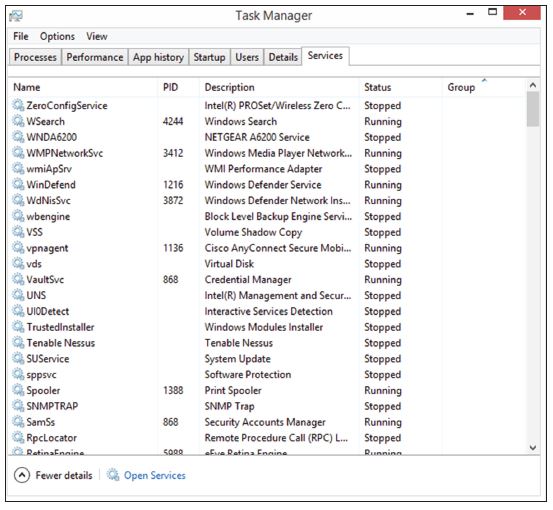 Task Manager
File Options View
Processes Performance App history Startup Users Details Services
Name PID Description Status Group
ZeroConfigService Intel(R) PROSet/Wireless Zero C... Stopped
WSearch 4244 Windows Search Running
WNDA6200 NETGEAR A6200 Service Stopped
WMPNetworkSvc 3412 Windows Media Player Network... Running
wmiApSrv WMI Performance Adapter Stopped
WinDefend 1216 Windows Defender Service Running
WdNisSvc 3872 Windows Defender Network Ins... Running
wbengine Block Level Backup Engine Servi... Stopped
VSS Volume Shadow Copy Stopped
vpnagent 1136 Cisco AnyConnect Secure Mobi... Running
vds Virtual Disk Stopped
VaultSvc 868 Credential Manager Running
UNS Intel(R) Management and Secur... Stopped
UI0Detect Interactive Services Detection Stopped
TrustedInstaller Windows Modules Installer Stopped
Tenable Nessus Tenable Nessus Stopped
SUService System Update Stopped
sppsvc Software Protection Stopped
Spooler 1388 Print Spooler Running
SNMPTRAP SNMP Trap Stopped
SamSs 868 Security Accounts Manager Running
RpcLocator Remote Procedure Call (RPC) L... Stopped
RetinaEngine 5988 eEye Retina Engine Running
Fewer details Open Services